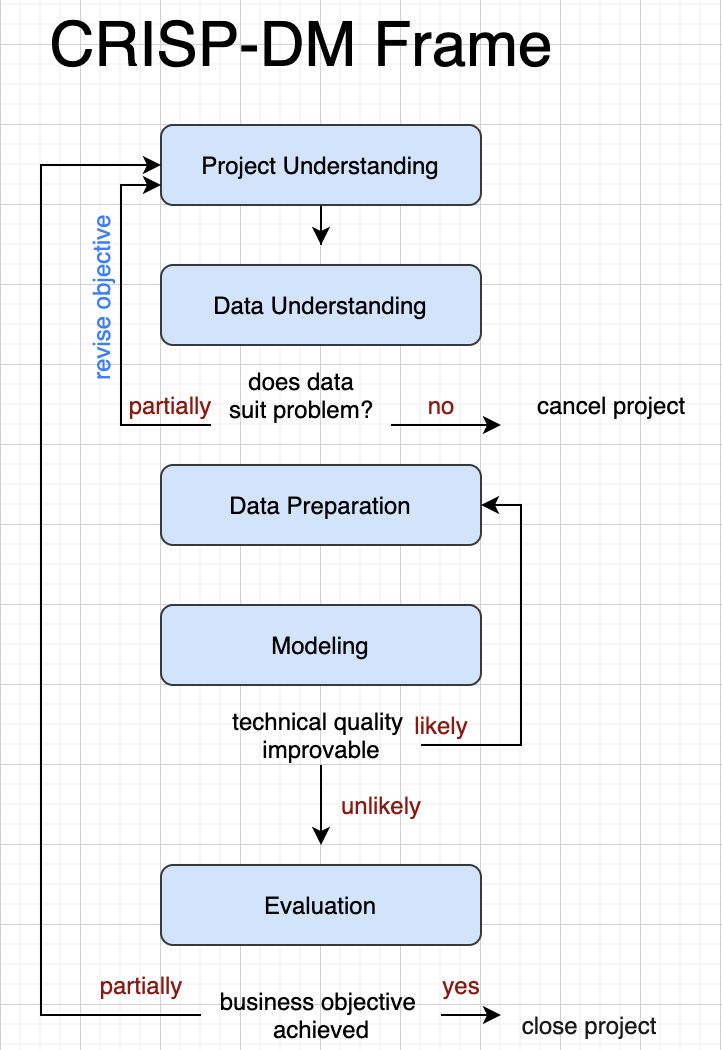 CRISP-DM Frame
Project Understanding
revise objective
Data Understanding
does data
suit problem?
partially
no
cancel project
Data Preparation
Modeling
technical quality
improvable
likely
unlikely
Evaluation
partially
business objective
achieved
yes
close project